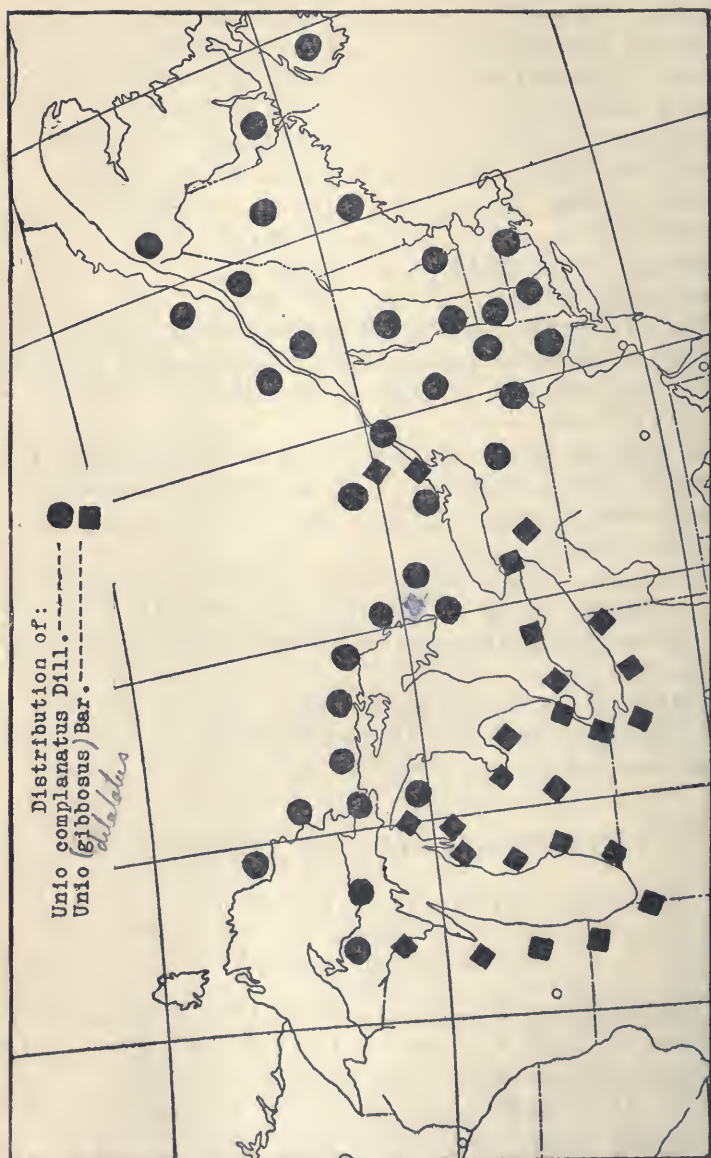 Distribution of:
Unio complanatus Dill.-------
Unio (gibbosus) Bar.-----------
dilatatus